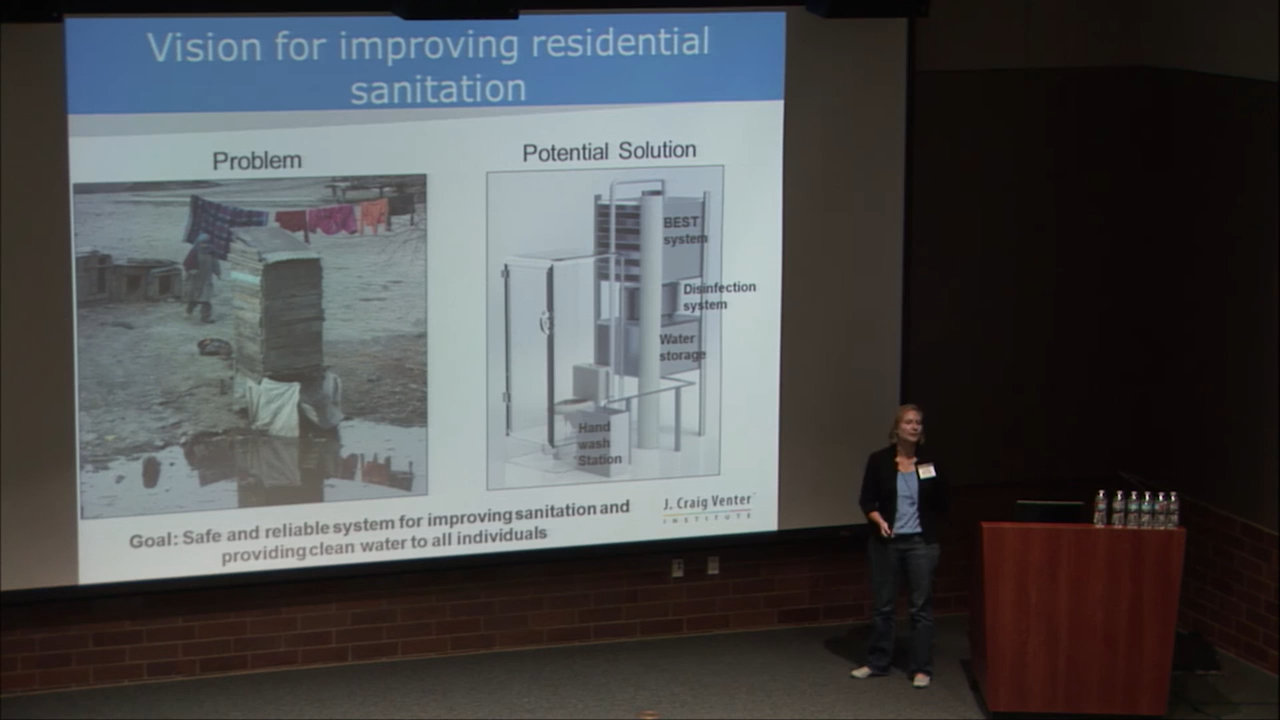 Vision for improving residential
sanitation
Problem
Potential Solution
BEST
system
Disinfection
system
Water
storage
Hand
wash
Station
Goal: Safe and reliable system for improving sanitation and
providing clean water to all individuals
J. Craig Venter
INSTITUTE